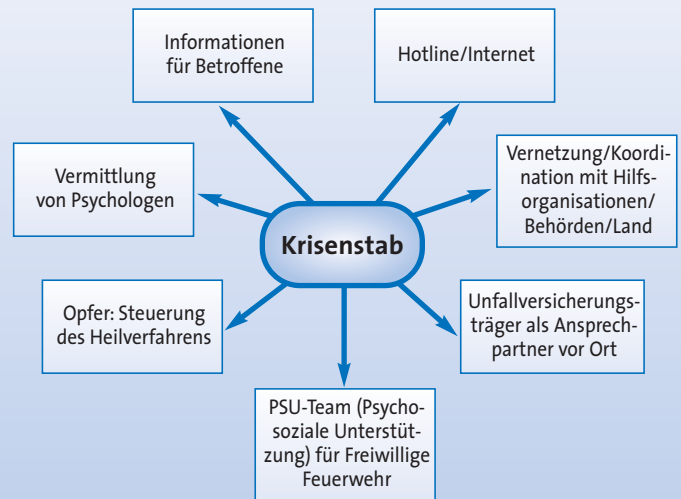 Informationen
für Betroffene
Hotline/Internet
Vermittlung
von Psychologen
Vernetzung/Koordi-
nation mit Hilfs-
organisationen/
Behörden/Land
Krisenstab
Opfer: Steuerung
des Heilverfahrens
Unfallversicherungs-
träger als Ansprech-
partner vor Ort
PSU-Team (Psycho-
soziale Unterstüt-
zung) für Freiwillige
Feuerwehr